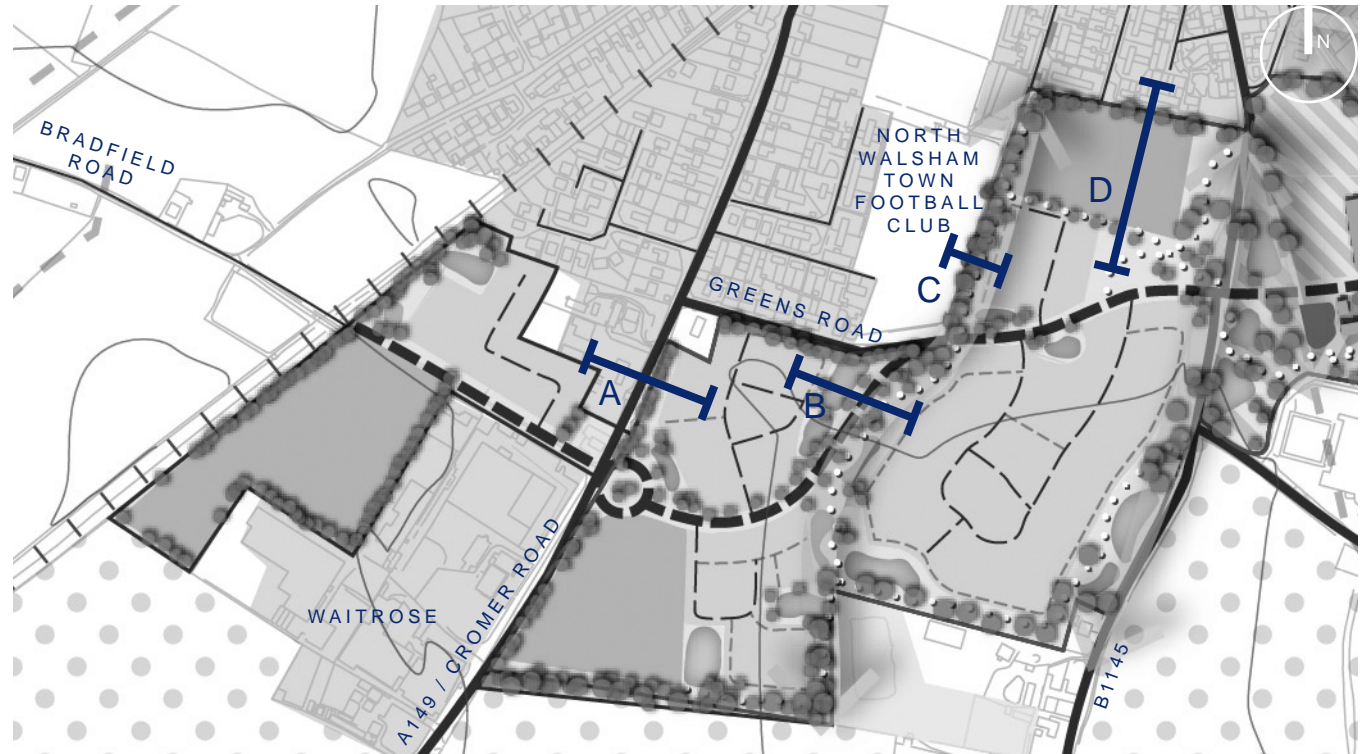 N
BRADFIELD
ROAD
NORTH
WALSHAM
TOWN
FOOTBALL
CLUB
D
C
GREENS ROAD
A
B
WAITROSE
A149 / CROMER ROAD
B1145